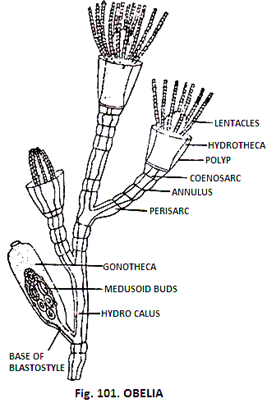 LENTACLES
HYDROTHECA
POLYP
COENOSARC
ANNULUS
PERISARC
GONOTHECA
MEDUSOID BUDS
HYDRO CALUS
BASE OF
BLASTOSTYLE
Fig. 101. OBELIA